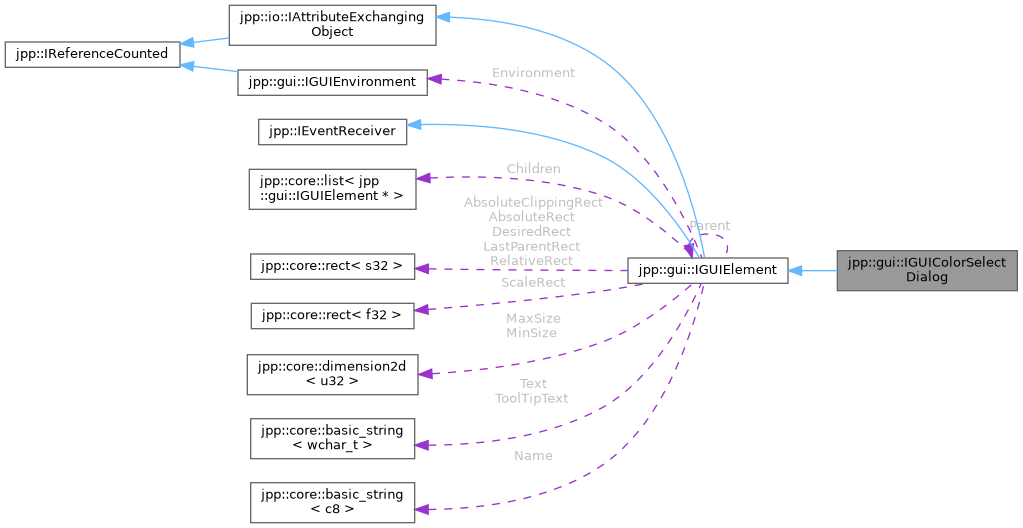 jpp::io::IAttributeExchanging
Object
jpp::IReferenceCounted
jpp::gui::IGUIEnvironment
Environment
jpp::IEventReceiver
Children
jpp::core::list< jpp
::gui::IGUIElement * >
AbsoluteClippingRect
AbsoluteRect
DesiredRect
LastParentRect
RelativeRect
Parent
jpp::core::rect< s32 >
jpp::gui::IGUIElement
jpp::gui::IGUIColorSelect
Dialog
ScaleRect
jpp::core::rect< f32 >
MaxSize
MinSize
jpp::core::dimension2d
< u32 >
Text
ToolTipText
jpp::core::basic_string
< wchar_t >
Name
jpp::core::basic_string
< c8 >